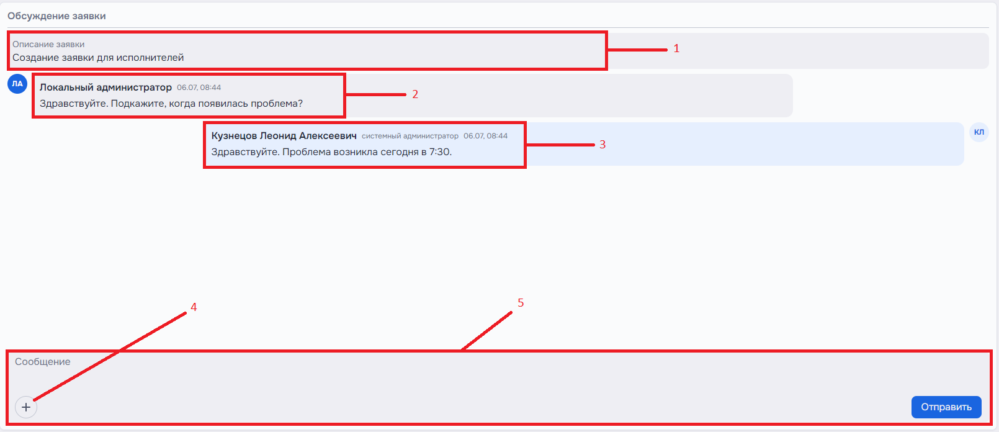 Обсуждение заявки
Описание заявки
Создание заявки для исполнителей
1
ЛА
Локальный администратор 06.07, 08:44
Здравствуйте. Подкажите, когда появилась проблема?
2
Кузнецов Леонид Алексеевич системный администратор 06.07, 08:44
Здравствуйте. Проблема возникла сегодня в 7:30.
3
КЛ
4
5
Сообщение
+
Отправить